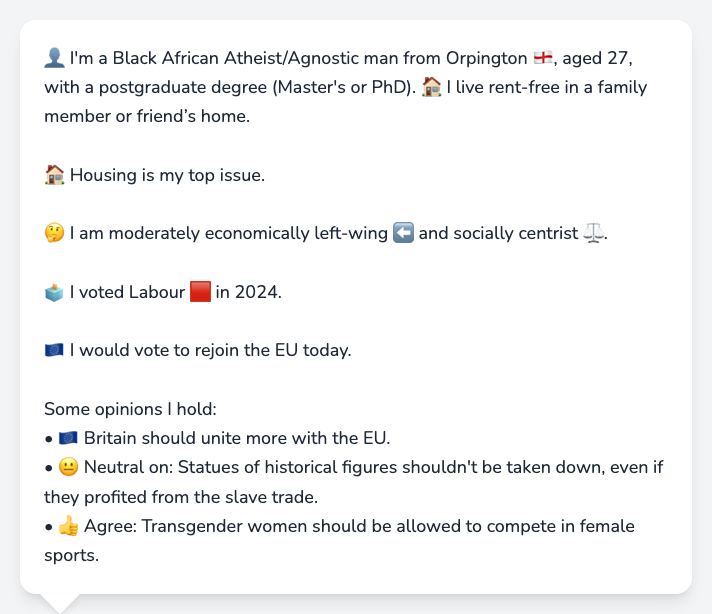 👤 I'm a Black African Atheist/Agnostic man from Orpington 🏴󠁧󠁢󠁥󠁮󠁧󠁿, aged 27,
with a postgraduate degree (Master's or PhD). 🏠 I live rent-free in a family
member or friend’s home.
🏠 Housing is my top issue.
🤔 I am moderately economically left-wing ⬅️ and socially centrist ⚖️.
🗳️ I voted Labour 🟥 in 2024.
🇪🇺 I would vote to rejoin the EU today.
Some opinions I hold:
• 🇪🇺 Britain should unite more with the EU.
• 😐 Neutral on: Statues of historical figures shouldn't be taken down, even if
they profited from the slave trade.
• 👍 Agree: Transgender women should be allowed to compete in female
sports.